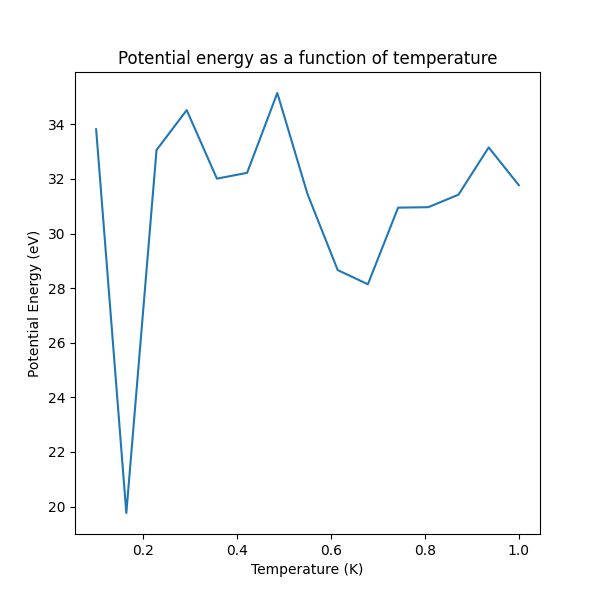 Potential energy as a function of temperature
Potential Energy (eV)
34
32
30
28
26
24
22
20
0.2 0.4 0.6 0.8 1.0
Temperature (K)